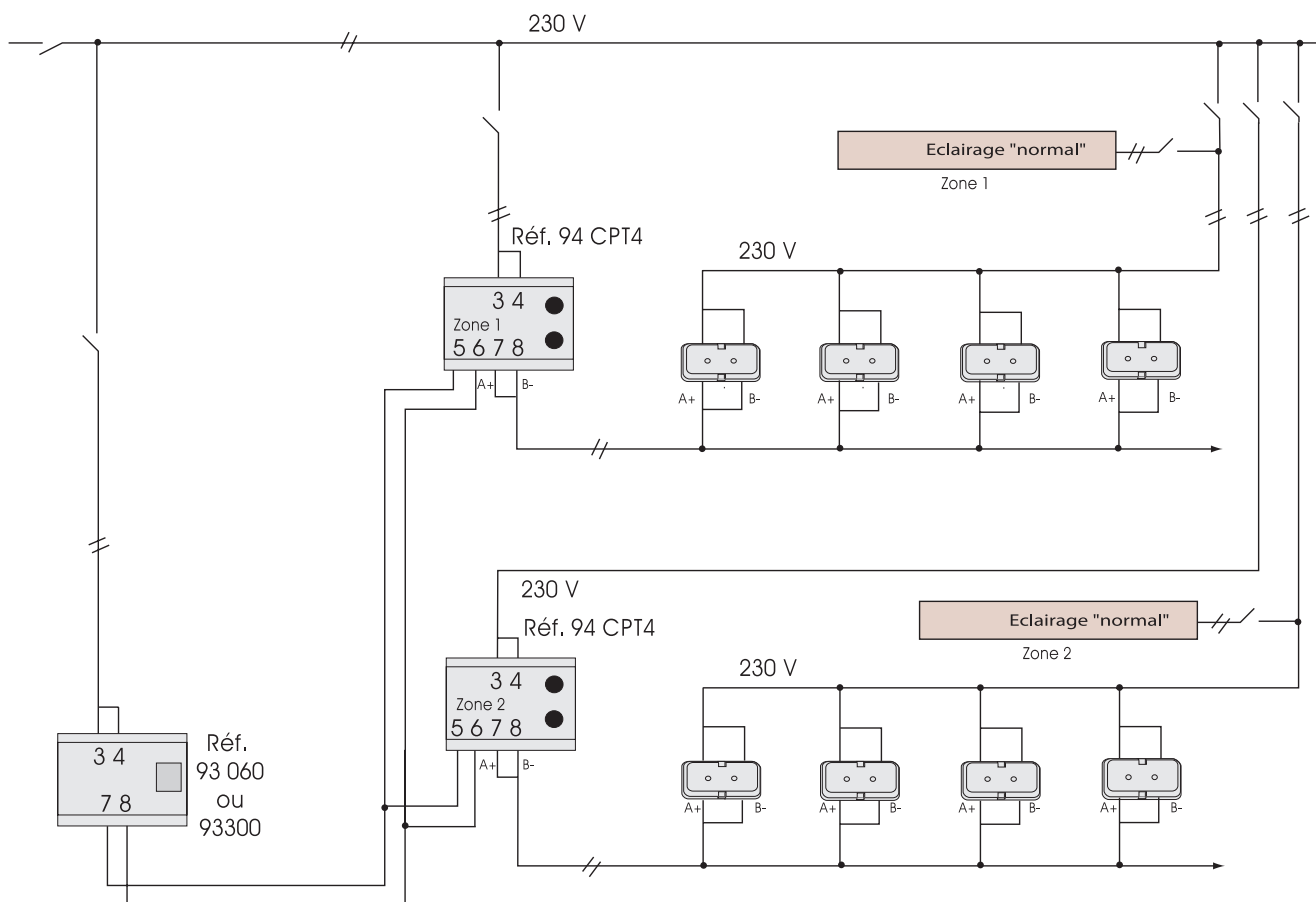 230 V
Eclairage "normal"
Zone 1
Réf. 94 CPT4
230 V
3 4
Zone 1
5 6 7 8
A+ B-
A+ B- A+ B- A+ B- A+ B-
230 V
Eclairage "normal"
Zone 2
Réf. 94 CPT4
230 V
3 4
Zone 2
5 6 7 8
A+ B-
A+ B- A+ B- A+ B- A+ B-
3 4
7 8
Réf.
93 060
ou
93300